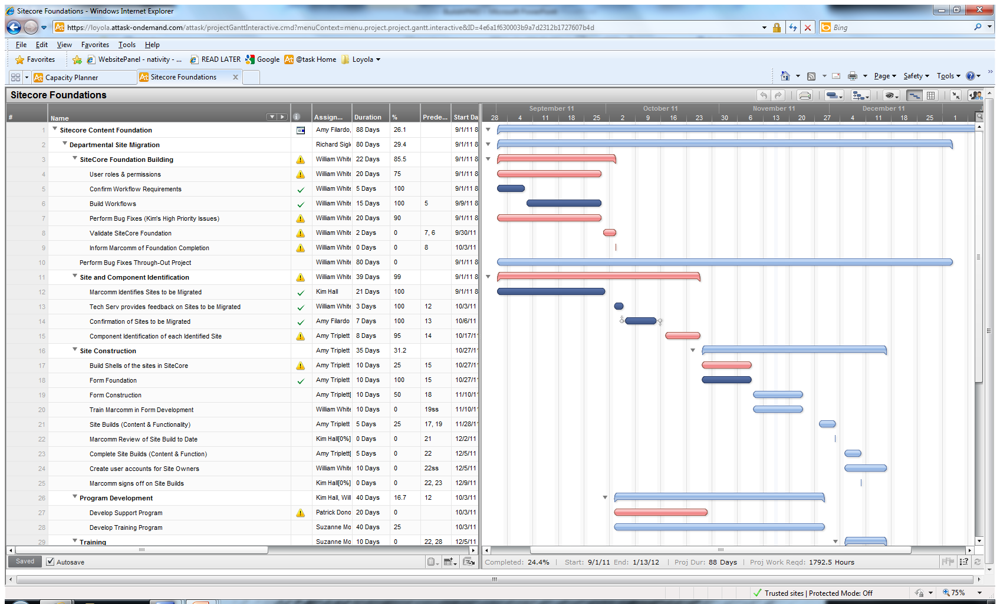 Sitecore Foundations - Windows Internet Explorer
https://loyola.attask-ondemand.com/attask/projectGanttInteractive.cmd?menuContext=menu.project.project.gantt.interactive&ID=4e6a1f630003b9a7d2312b1727607b4d
Bing
File Edit View Favorites Tools Help
Favorites WebsitePanel - nativity - ... READ LATER Google @task Home Loyola
Capacity Planner Sitecore Foundations X Page Safety Tools
Sitecore Foundations
September 11 October 11 November 11 December 11
# Name Assign... Duration % Prede... Start Da 28 4 11 18 25 2 9 16 23 30 6 13 20 27 4 11 18 25 1
1 Sitecore Content Foundation Amy Filardo, 88 Days 26.1 9/1/11 8
2 Departmental Site Migration Richard Sigl 80 Days 29.4 9/1/11 8
3 SiteCore Foundation Building William White 22 Days 85.5 9/1/11 8
4 User roles & permissions William White 20 Days 75 9/1/11 8
5 Confirm Workflow Requirements William White 5 Days 100 9/1/11 8
6 Build Workflows William White 15 Days 100 5 9/9/11 8
7 Perform Bug Fixes (Kim's High Priority Issues) William White 20 Days 90 9/1/11 8
8 Validate SiteCore Foundation William White 2 Days 0 7, 6 9/30/11
9 Inform Marcomm of Foundation Completion William White 0 Days 0 8 10/3/11
10 Perform Bug Fixes Through-Out Project William White 80 Days 0 9/1/11 8
11 Site and Component Identification William White 39 Days 99 9/1/11 8
12 Marcomm Identifies Sites to be Migrated Kim Hall 21 Days 100 9/1/11 8
13 Tech Serv provides feedback on Sites to be Migrated William White 3 Days 100 12 10/3/11
14 Confirmation of Sites to be Migrated Amy Filardo 7 Days 100 13 10/6/11
15 Component Identification of each Identified Site Amy Triplett 8 Days 95 14 10/17/11
16 Site Construction Amy Triplett 35 Days 31.2 10/27/11
17 Build Shells of the sites in SiteCore Amy Triplett 10 Days 25 15 10/27/11
18 Form Foundation Amy Triplett 10 Days 100 15 10/27/11
19 Form Construction Amy Triplett[ 10 Days 50 18 11/10/11
20 Train Marcomm in Form Development William White 10 Days 0 19ss 11/10/11
21 Site Builds (Content & Functionality) Amy Triplett 5 Days 25 17, 19 11/28/11
22 Marcomm Review of Site Build to Date Kim Hall[0%] 0 Days 0 21 12/2/11
23 Complete Site Builds (Content & Function) Amy Triplett[ 5 Days 0 22 12/5/11
24 Create user accounts for Site Owners William White 10 Days 0 22ss 12/5/11
25 Marcomm signs off on Site Builds Kim Hall[0%] 0 Days 0 22, 23 12/9/11
26 Program Development Kim Hall, Will 40 Days 16.7 12 10/3/11
27 Develop Support Program Patrick Dono 20 Days 0 10/3/11
28 Develop Training Program Suzanne Mo 40 Days 25 10/3/11
29 Training Suzanne Mo 10 Days 0 22, 28 12/5/11
Saved Autosave Completed: 24.4% | Start: 9/1/11 End: 1/13/12 | Proj Dur: 88 Days | Proj Work Reqd: 1792.5 Hours
Trusted sites | Protected Mode: Off 75%